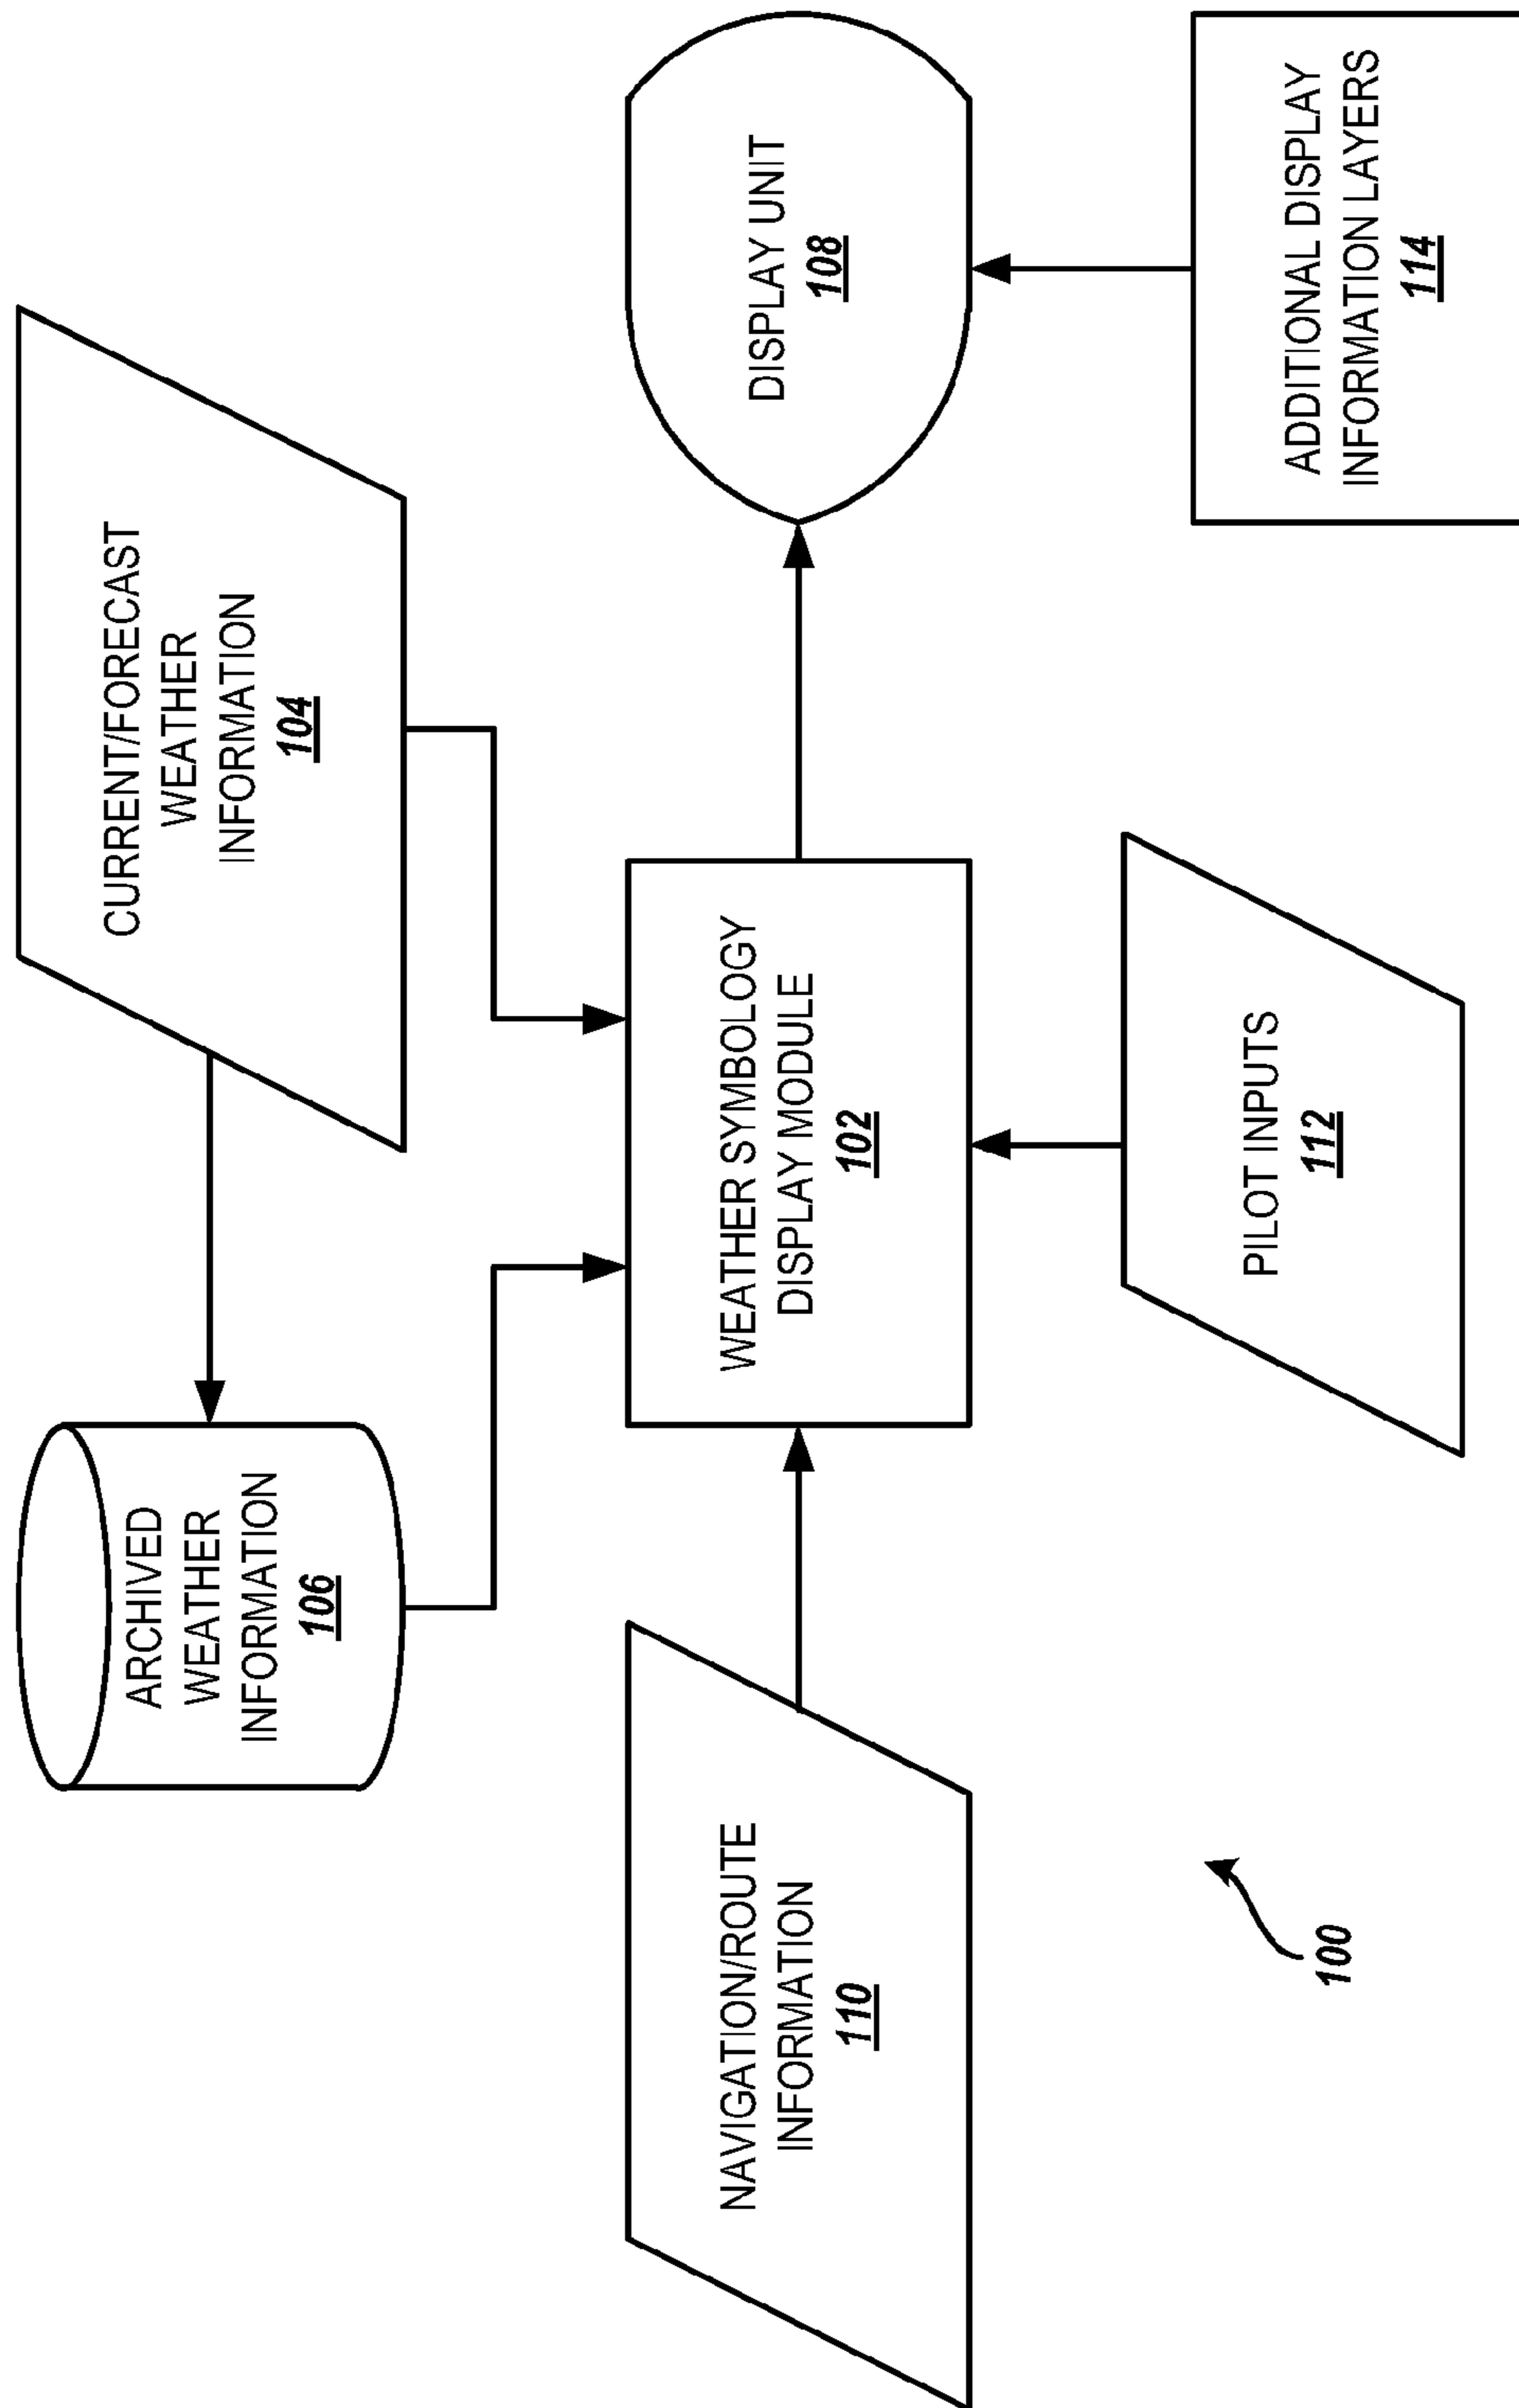 ARCHIVED
WEATHER
INFORMATION
106
CURRENT/FORECAST
WEATHER
INFORMATION
104
NAVIGATION/ROUTE
INFORMATION
110
WEATHER SYMBOLOGY
DISPLAY MODULE
102
DISPLAY UNIT
108
PILOT INPUTS
112
ADDITIONAL DISPLAY
INFORMATION LAYERS
114
100